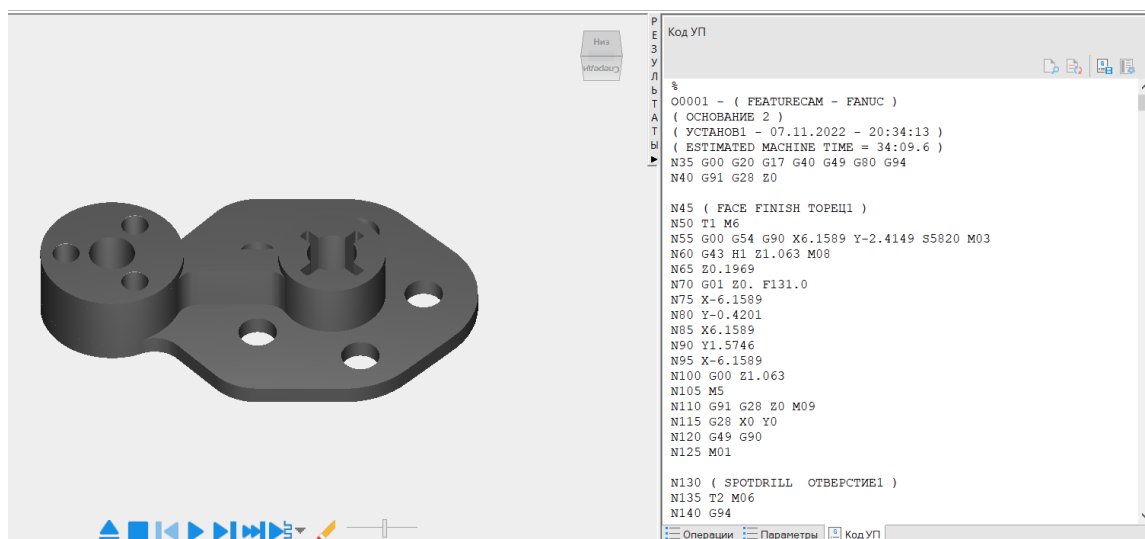 Низ
Спереди
РЕЗУЛЬТАТЫ
Код УП
%
O0001 - ( FEATURECAM - FANUC )
( ОСНОВАНИЕ 2 )
( УСТАНОВ1 - 07.11.2022 - 20:34:13 )
( ESTIMATED MACHINE TIME = 34:09.6 )
N35 G00 G20 G17 G40 G49 G80 G94
N40 G91 G28 Z0
N45 ( FACE FINISH ТОРЕЦ1 )
N50 T1 M6
N55 G00 G54 G90 X6.1589 Y-2.4149 S5820 M03
N60 G43 H1 Z1.063 M08
N65 Z0.1969
N70 G01 Z0. F131.0
N75 X-6.1589
N80 Y-0.4201
N85 X6.1589
N90 Y1.5746
N95 X-6.1589
N100 G00 Z1.063
N105 M5
N110 G91 G28 Z0 M09
N115 G28 X0 Y0
N120 G49 G90
N125 M01
N130 ( SPOTDRILL  ОТВЕРСТИЕ1 )
N135 T2 M06
N140 G94
Операции Параметры Код УП